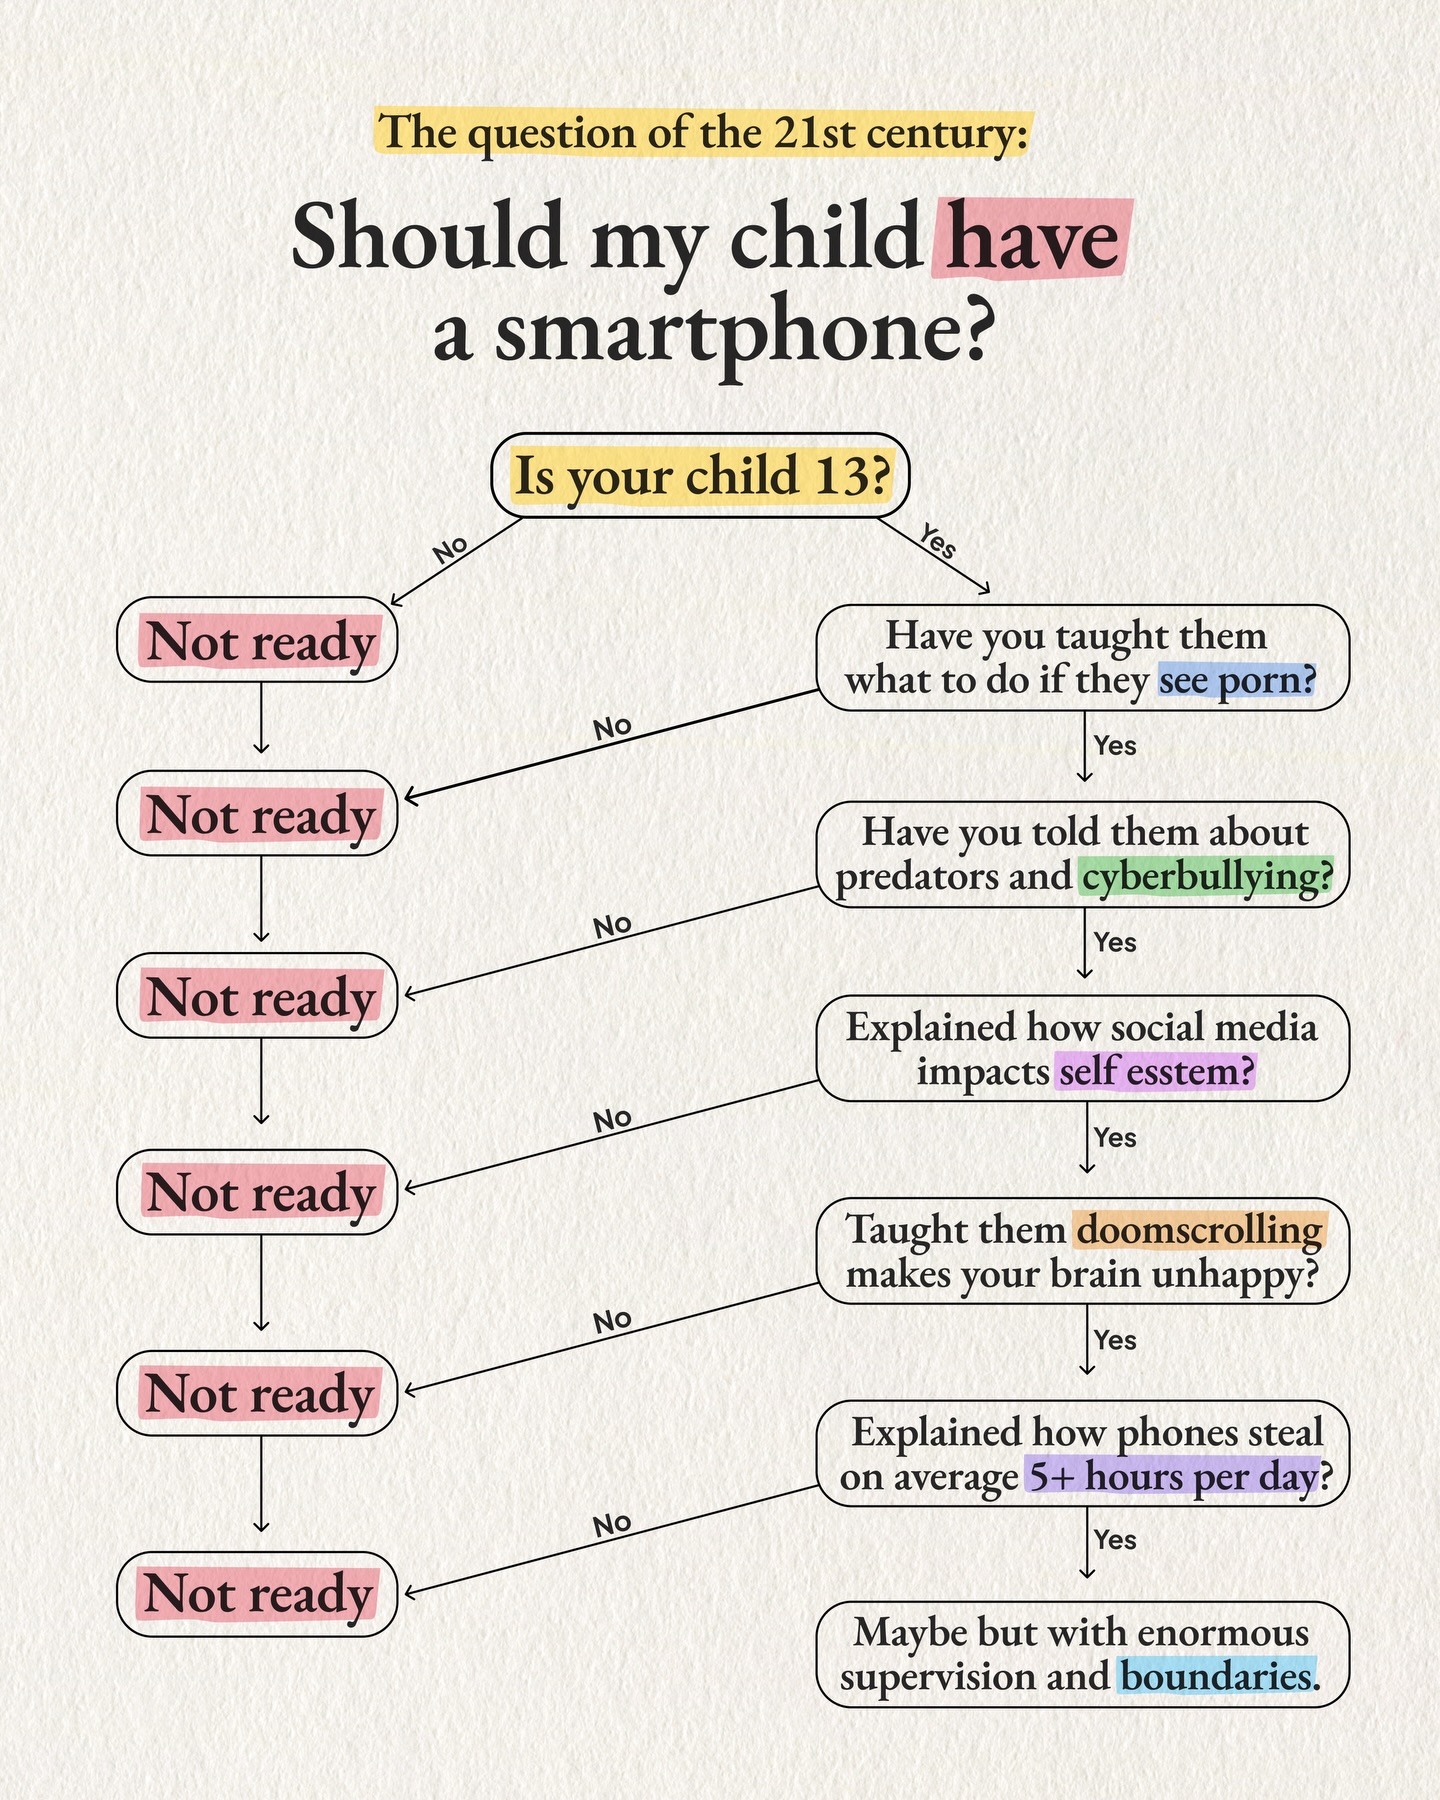 The question of the 21st century:
Should my child have
a smartphone?
Is your child 13?
No
Yes
Not ready
Have you taught them
what to do if they see porn?
No
Yes
Not ready
Have you told them about
predators and cyberbullying?
No
Yes
Not ready
Explained how social media
impacts self esstem?
No
Yes
Not ready
Taught them doomscrolling
makes your brain unhappy?
No
Yes
Not ready
Explained how phones steal
on average 5+ hours per day?
No
Yes
Not ready
Maybe but with enormous
supervision and boundaries.